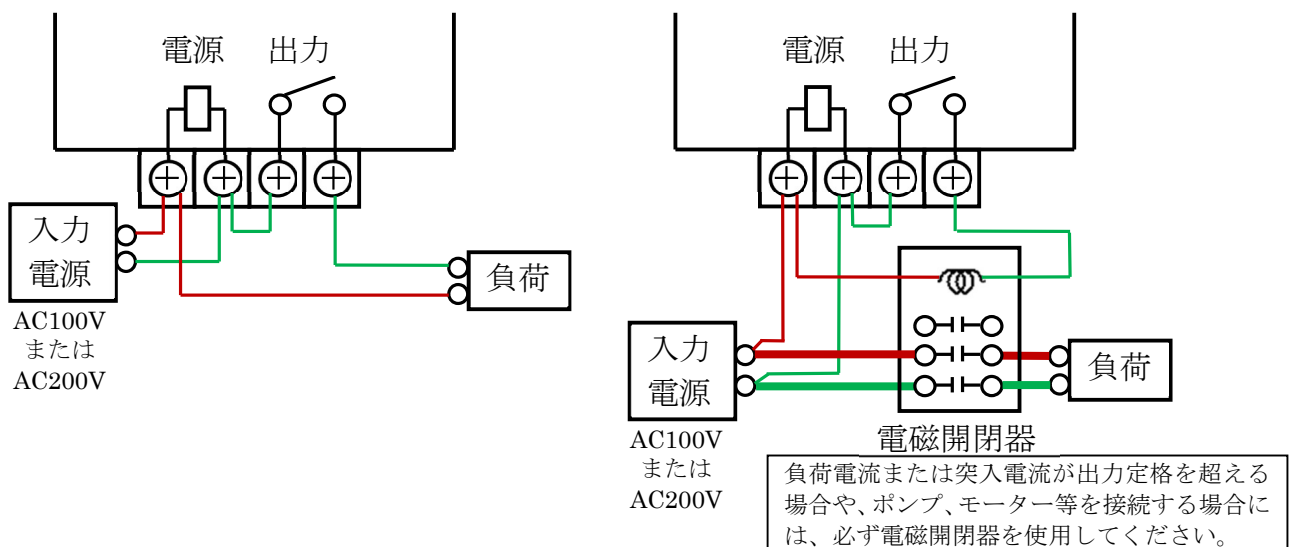 電源 出力
入力
電源
AC100V
または
AC200V
負荷
電源 出力
入力
電源
AC100V
または
AC200V
負荷
電磁開閉器
負荷電流または突入電流が出力定格を超える
場合や、ポンプ、モーター等を接続する場合に
は、必ず電磁開閉器を使用してください。